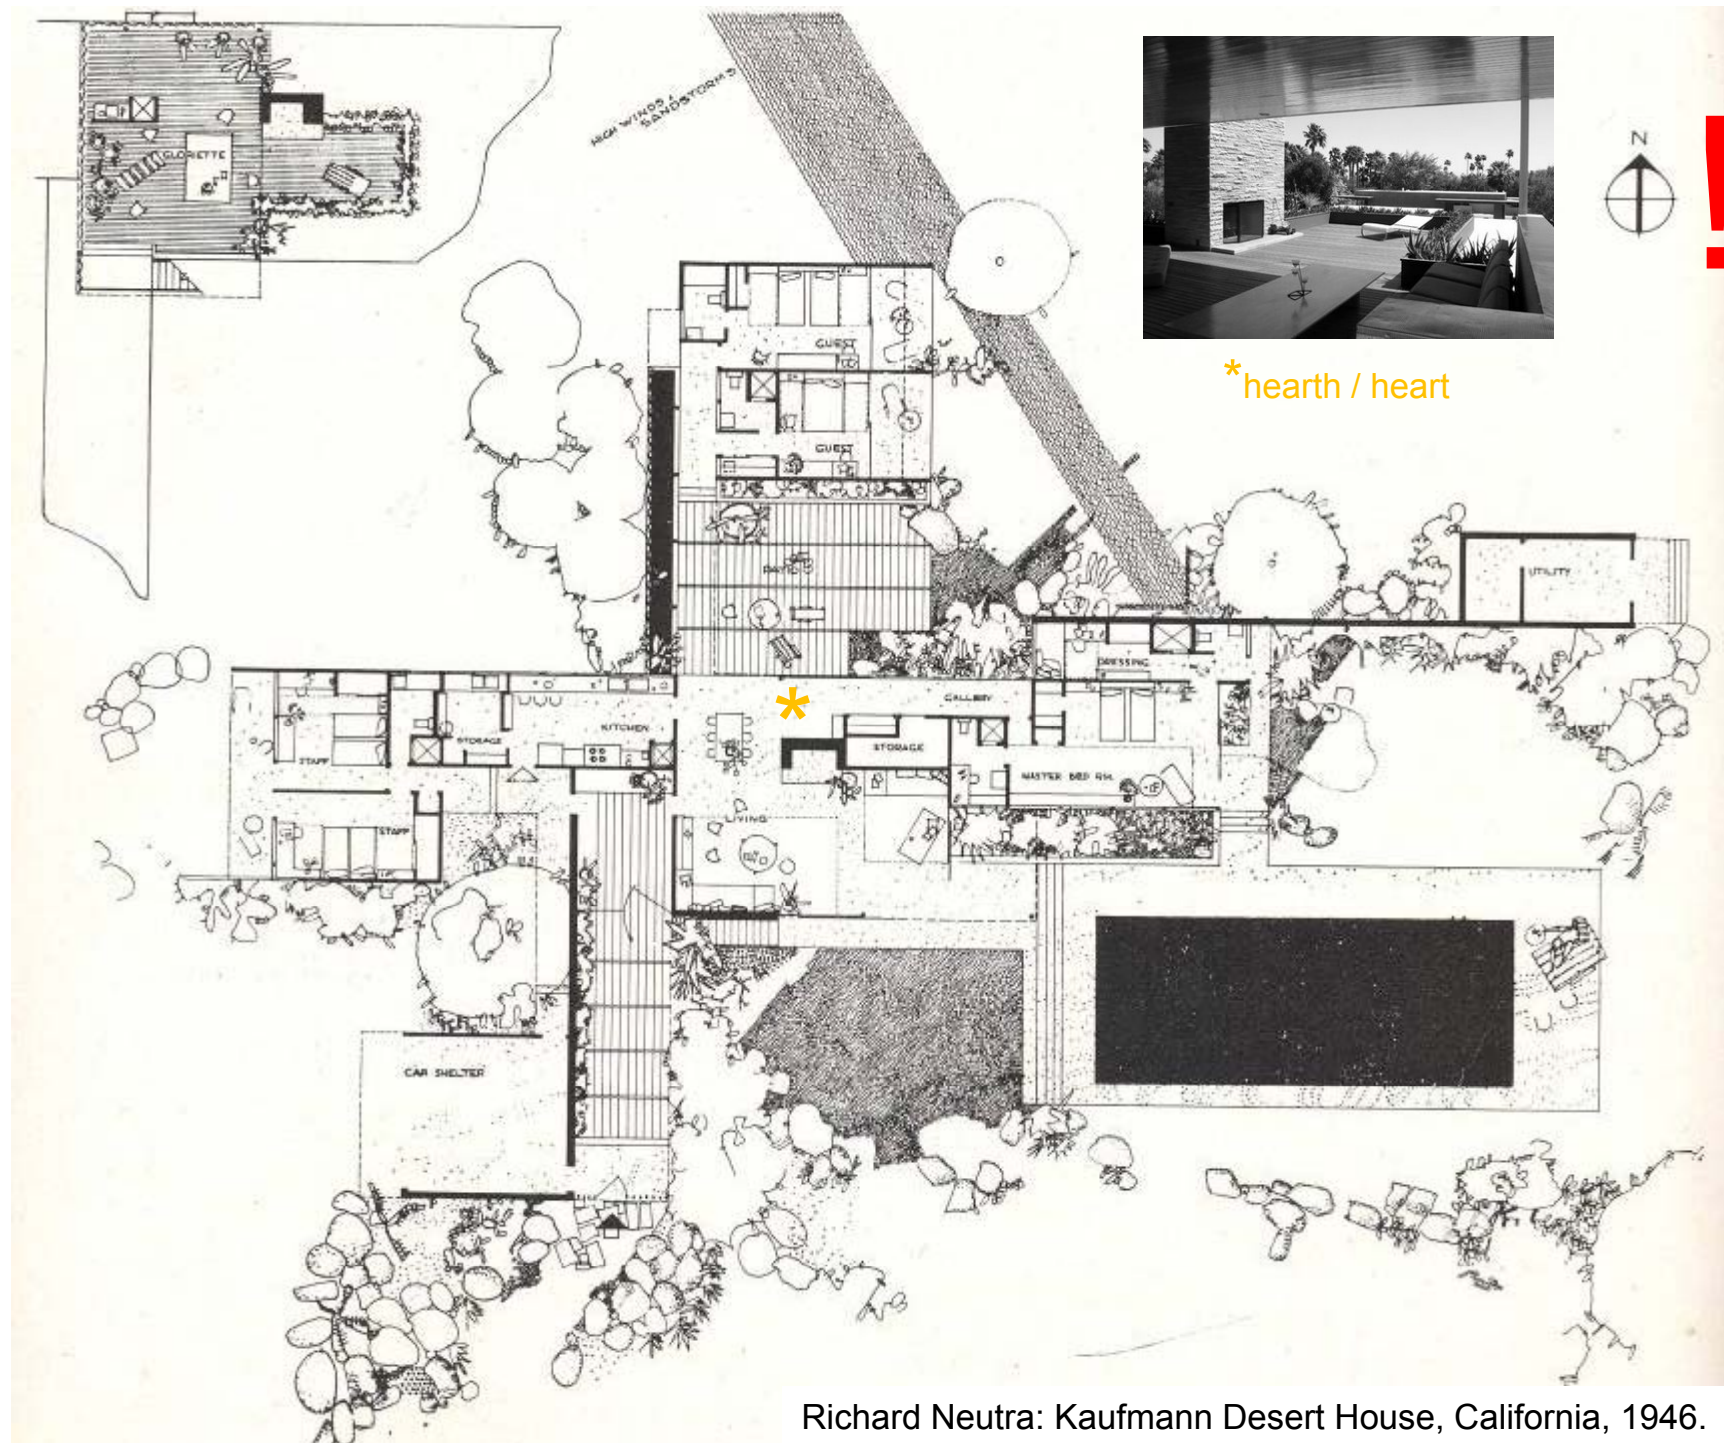 HIGH WINDS &
SANDSTORMS
N
!
GLORIETTE
*hearth / heart
GUEST
GUEST
PATIO
UTILITY
DRESSING
*
GALLERY
KITCHEN
STORAGE
STORAGE
STAFF
MASTER BED RM.
LIVING
STAFF
CAR SHELTER
Richard Neutra: Kaufmann Desert House, California, 1946.